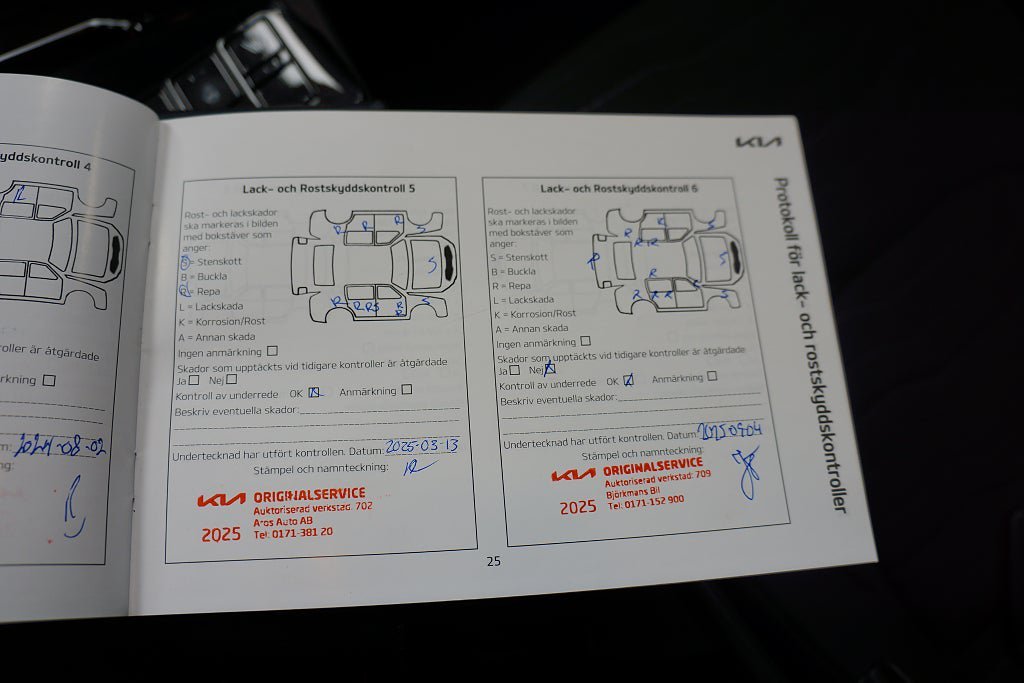 KIA
Protokoll för lack- och rostskyddskontroller
yddskontroll 4
R
oller är åtgärdade
rkning
m: 2024-08-02
ng:
Lack- och Rostskyddskontroll 5
Rost- och lackskador
ska markeras i bilden
med bokstäver som
anger:
S = Stenskott
B = Buckla
R = Repa
L = Lackskada
K = Korrosion/Rost
A = Annan skada
R R R S
S
R R R S R R S
Ingen anmärkning
Skador som upptäckts vid tidigare kontroller är åtgärdade
Ja Nej
Kontroll av underrede OK Anmärkning
Beskriv eventuella skador:
Undertecknad har utfört kontrollen. Datum: 2025-03-13
Stämpel och namnteckning:
KIA ORIGINALSERVICE
Auktoriserad verkstad. 702
Aros Auto AB
2025 Tel: 0171-381 20
Lack- och Rostskyddskontroll 6
Rost- och lackskador
ska markeras i bilden
med bokstäver som
anger:
S = Stenskott
B = Buckla
R = Repa
L = Lackskada
K = Korrosion/Rost
A = Annan skada
R R R S
S
R
R R R S
Ingen anmärkning
Skador som upptäckts vid tidigare kontroller är åtgärdade
Ja Nej
Kontroll av underrede OK Anmärkning
Beskriv eventuella skador:
Undertecknad har utfört kontrollen. Datum: 20250904
Stämpel och namnteckning:
KIA ORIGINALSERVICE
Auktoriserad verkstad: 709
Björkmans Bil
2025 Tel: 0171-152 900
25